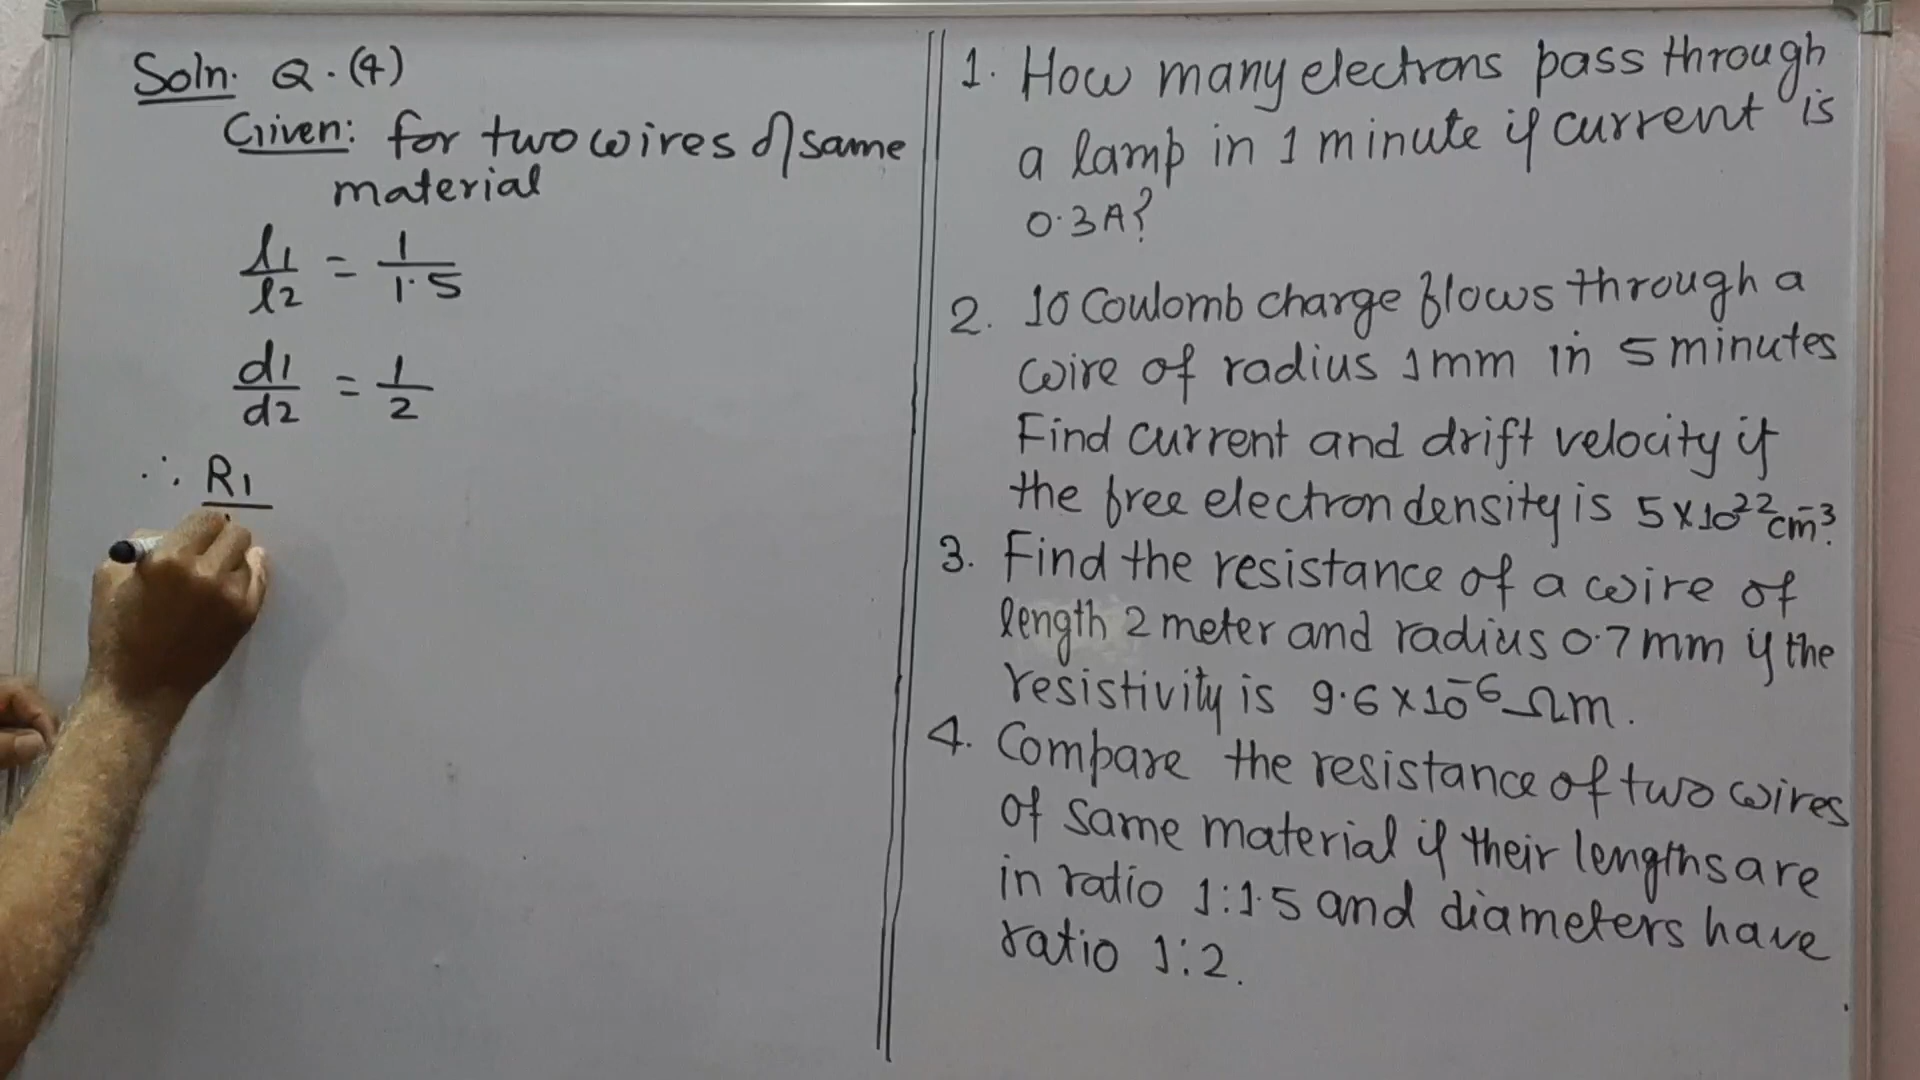 Soln. Q. (4)
Given: for two wires of same
material
l1/l2 = 1/1.5
d1/d2 = 1/2
∴ R1
1. How many electrons pass through
a lamp in 1 minute if current is
0.3A?
2. 10 Coulomb charge flows through a
wire of radius 1mm in 5 minutes
Find current and drift velocity if
the free electron density is 5×10²²cm⁻³.
3. Find the resistance of a wire of
length 2 meter and radius 0.7mm if the
resistivity is 9.6×10⁻⁶Ωm.
4. Compare the resistance of two wires
of same material if their lengths are
in ratio 1:1.5 and diameters have
ratio 1:2.